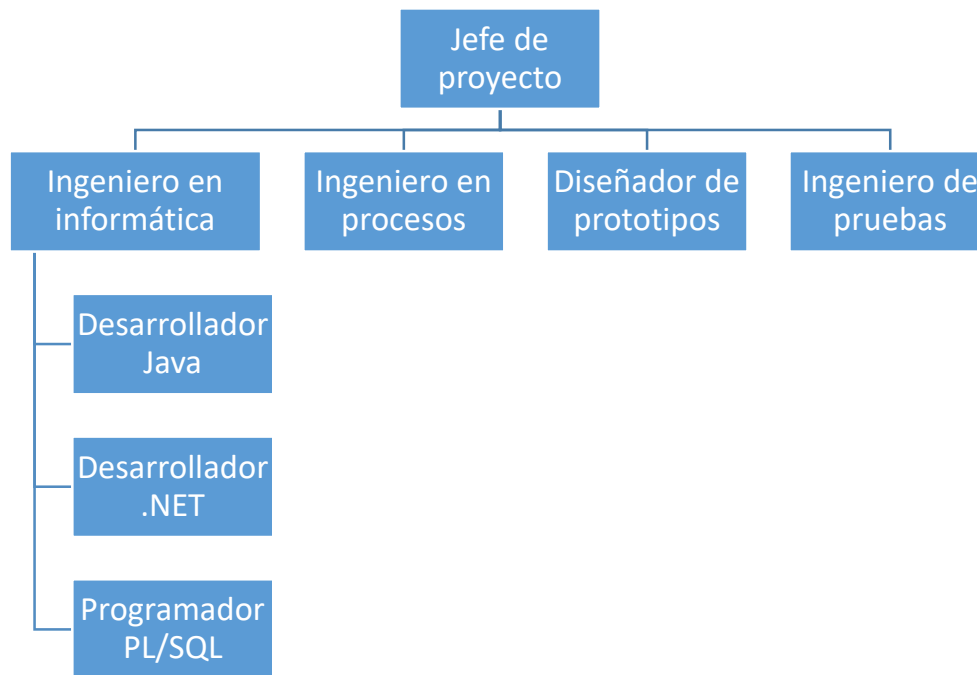 Jefe de
proyecto
Ingeniero en
informática
Ingeniero en
procesos
Diseñador de
prototipos
Ingeniero de
pruebas
Desarrollador
Java
Desarrollador
.NET
Programador
PL/SQL